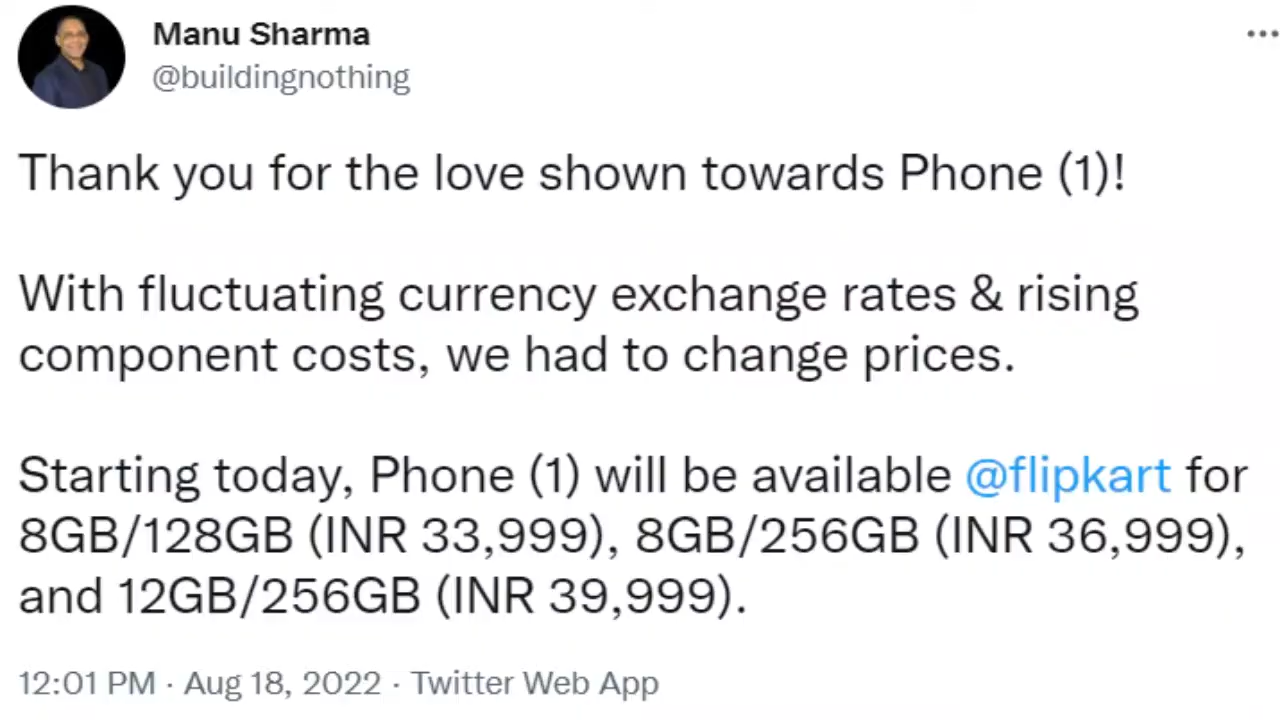 Manu Sharma
@buildingnothing
Thank you for the love shown towards Phone (1)!
With fluctuating currency exchange rates & rising
component costs, we had to change prices.
Starting today, Phone (1) will be available @flipkart for
8GB/128GB (INR 33,999), 8GB/256GB (INR 36,999),
and 12GB/256GB (INR 39,999).
12:01 PM · Aug 18, 2022 · Twitter Web App